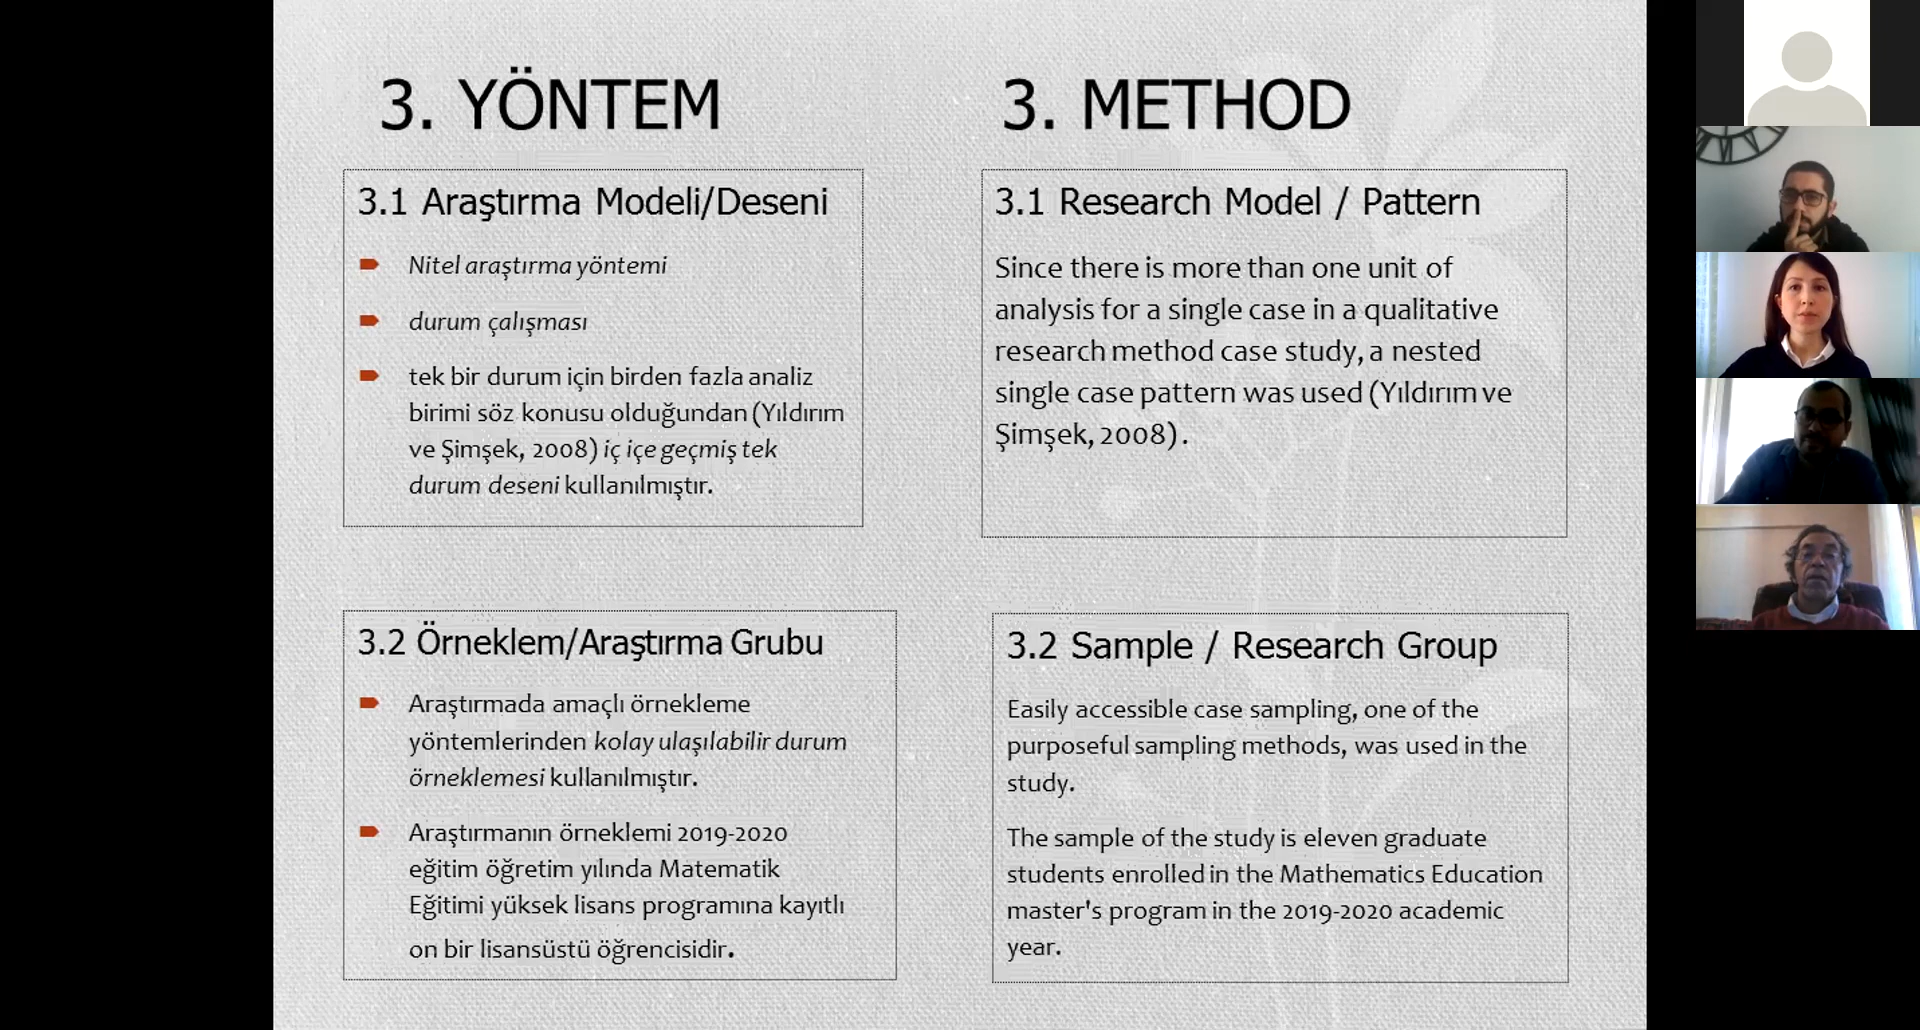 3. YÖNTEM
3.1 Araştırma Modeli/Deseni
Nitel araştırma yöntemi
durum çalışması
tek bir durum için birden fazla analiz
birimi söz konusu olduğundan (Yıldırım
ve Şimşek, 2008) iç içe geçmiş tek
durum deseni kullanılmıştır.
3.2 Örneklem/Araştırma Grubu
Araştırmada amaçlı örnekleme
yöntemlerinden kolay ulaşılabilir durum
örneklemesi kullanılmıştır.
Araştırmanın örneklemi 2019-2020
eğitim öğretim yılında Matematik
Eğitimi yüksek lisans programına kayıtlı
on bir lisansüstü öğrencisidir.
3. METHOD
3.1 Research Model / Pattern
Since there is more than one unit of
analysis for a single case in a qualitative
research method case study, a nested
single case pattern was used (Yıldırım ve
Şimşek, 2008).
3.2 Sample / Research Group
Easily accessible case sampling, one of the
purposeful sampling methods, was used in the
study.
The sample of the study is eleven graduate
students enrolled in the Mathematics Education
master's program in the 2019-2020 academic
year.